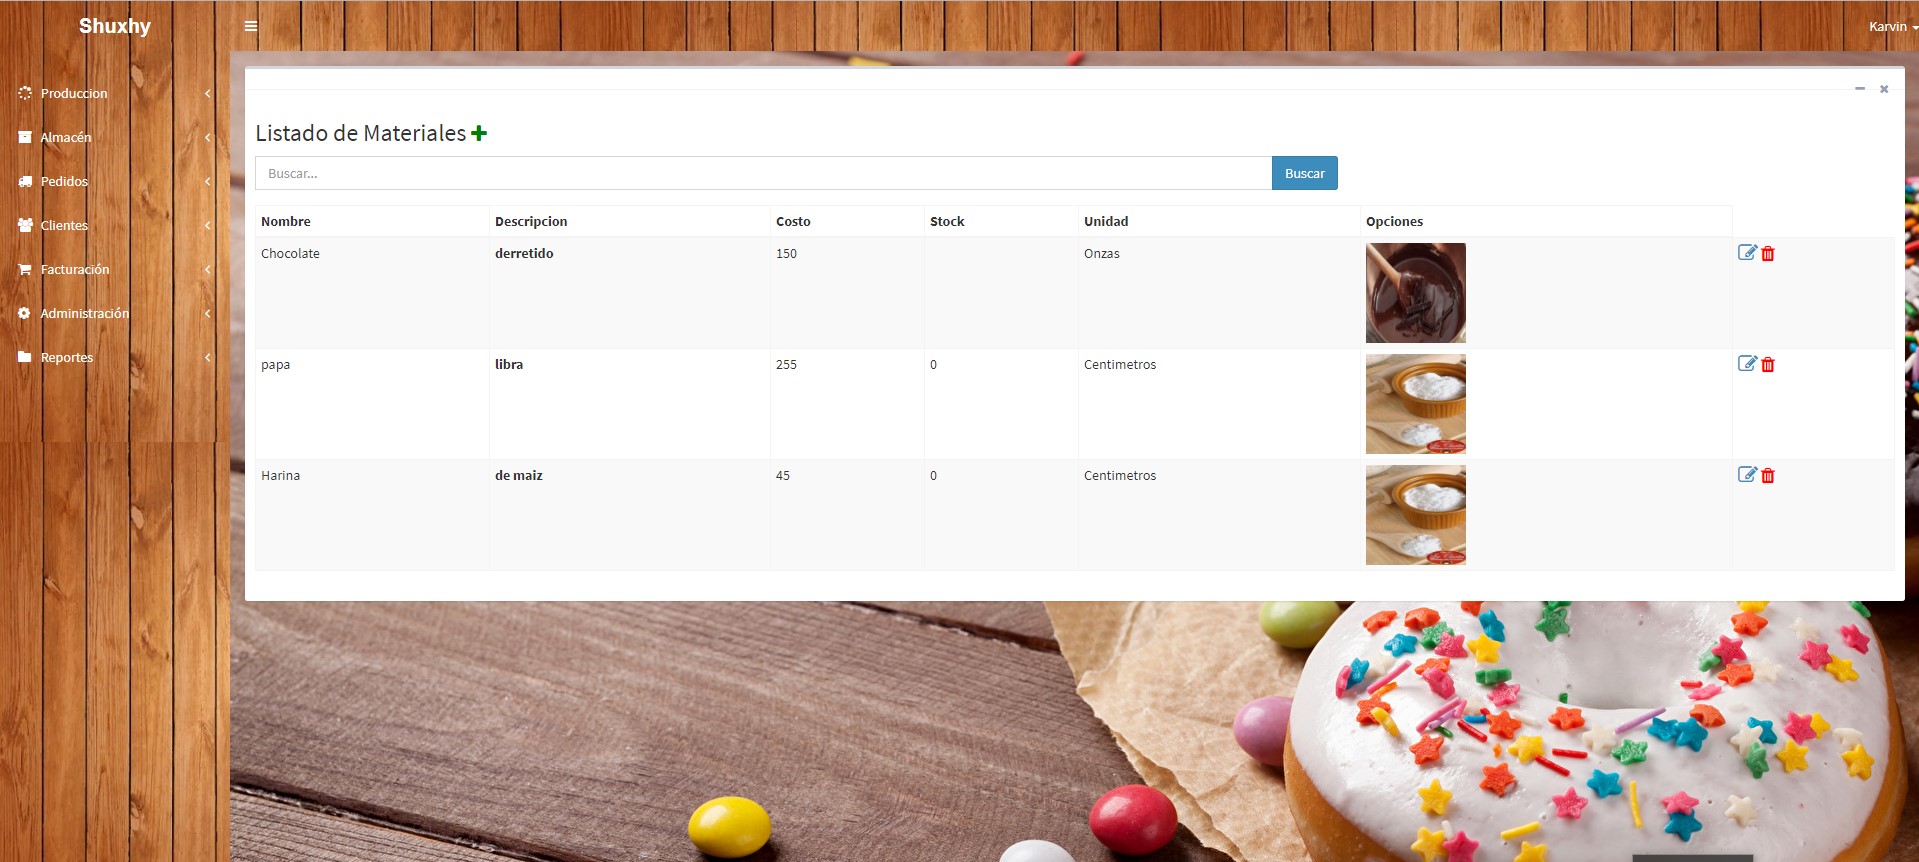 Shuxhy
Karvin
Produccion
Almacén
Pedidos
Clientes
Facturación
Administración
Reportes
Listado de Materiales
Buscar...
Buscar
Nombre Descripcion Costo Stock Unidad Opciones
Chocolate derretido 150 Onzas
papa libra 255 0 Centimetros
Harina de maiz 45 0 Centimetros